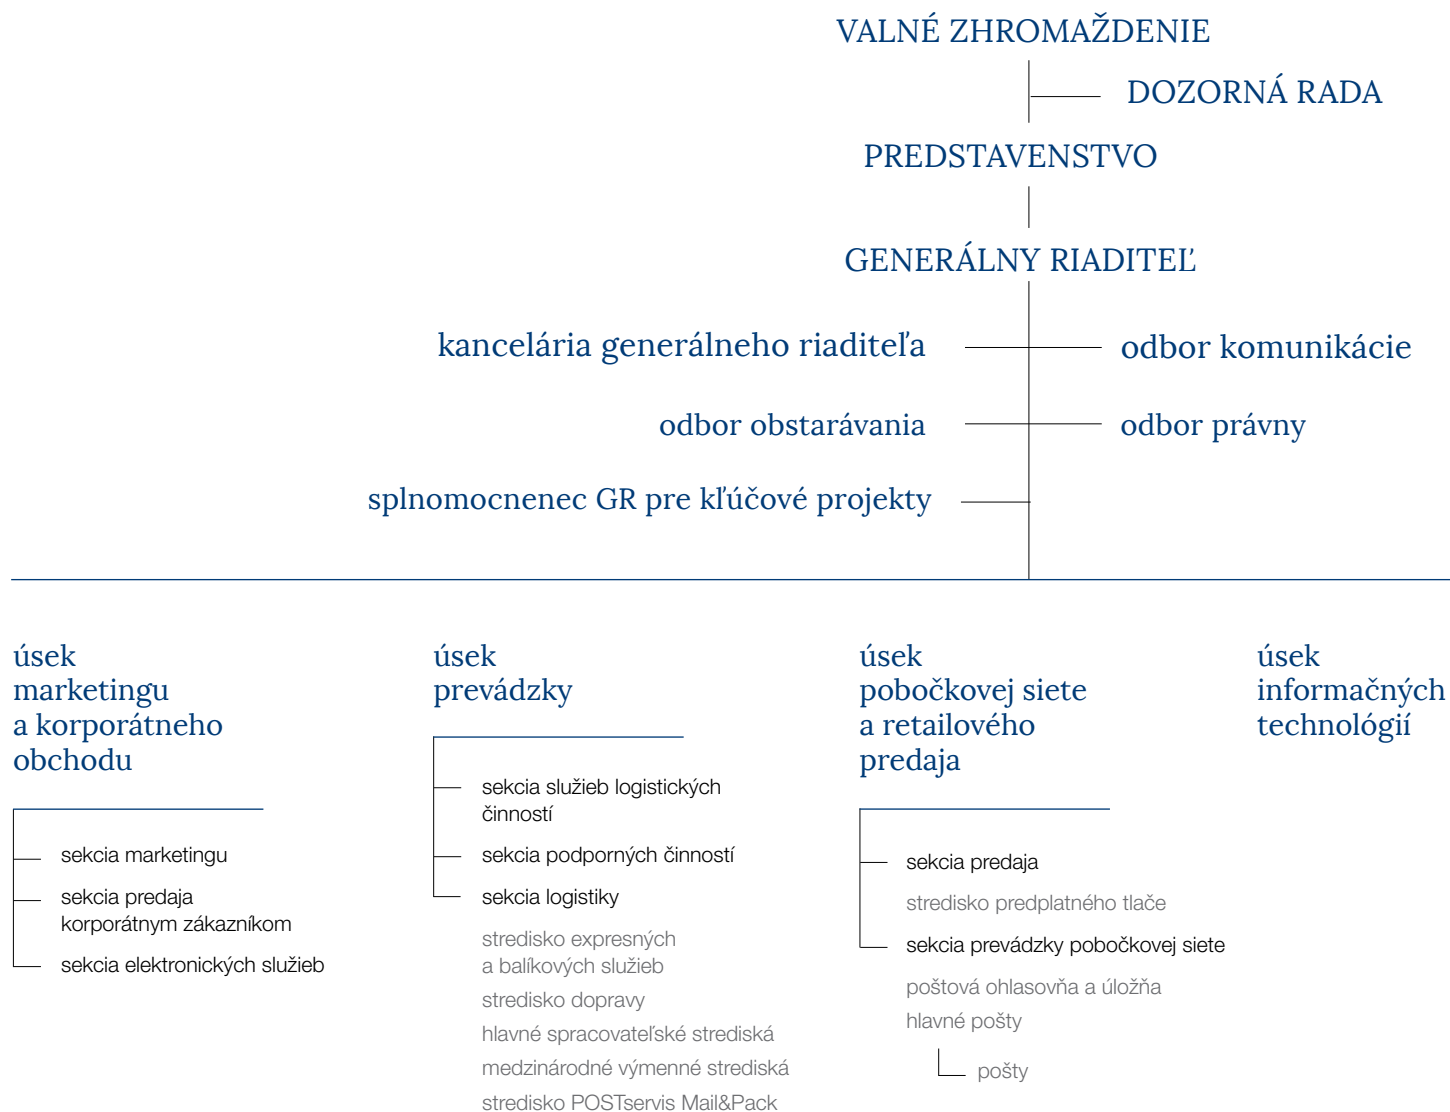 VALNÉ ZHROMAŽDENIE
DOZORNÁ RADA
PREDSTAVENSTVO
GENERÁLNY RIADITEĽ
kancelária generálneho riaditeľa
odbor komunikácie
odbor obstarávania
odbor právny
splnomocnenec GR pre kľúčové projekty
úsek
marketingu
a korporátneho
obchodu
sekcia marketingu
sekcia predaja
korporátnym zákazníkom
sekcia elektronických služieb
úsek
prevádzky
sekcia služieb logistických
činností
sekcia podporných činností
sekcia logistiky
stredisko expresných
a balíkových služieb
stredisko dopravy
hlavné spracovateľské strediská
medzinárodné výmenné strediská
stredisko POSTservis Mail&Pack
úsek
pobočkovej siete
a retailového
predaja
sekcia predaja
stredisko predplatného tlače
sekcia prevádzky pobočkovej siete
poštová ohlasovňa a úložňa
hlavné pošty
pošty
úsek
informačných
technológií